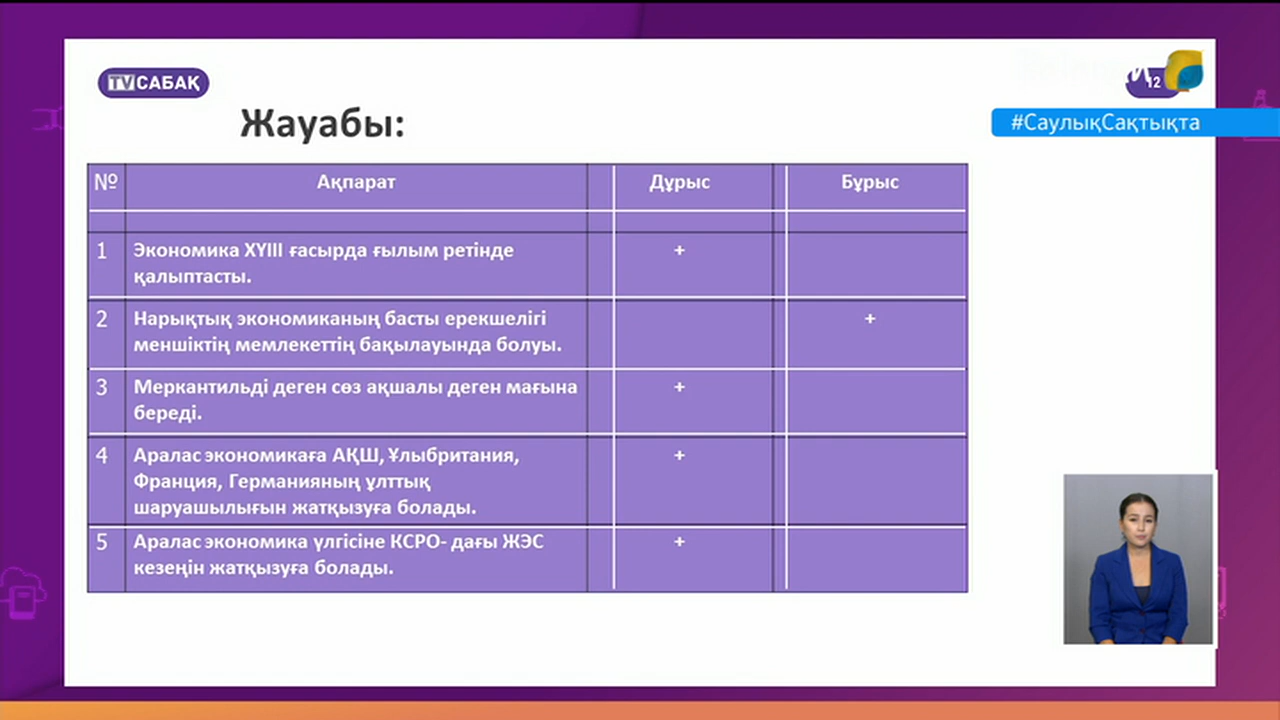 TVСАБАҚ
12
#СаулықСақтықта
Жауабы:
№ Ақпарат Дұрыс Бұрыс
1 Экономика ХҮІІІ ғасырда ғылым ретінде +
қалыптасты.
2 Нарықтық экономиканың басты ерекшелігі +
меншіктің мемлекеттің бақылауында болуы.
3 Меркантильді деген сөз ақшалы деген мағына +
береді.
4 Аралас экономикаға АҚШ, Ұлыбритания, +
Франция, Германияның ұлттық
шаруашылығын жатқызуға болады.
5 Аралас экономика үлгісіне КСРО- дағы ЖЭС +
кезеңін жатқызуға болады.